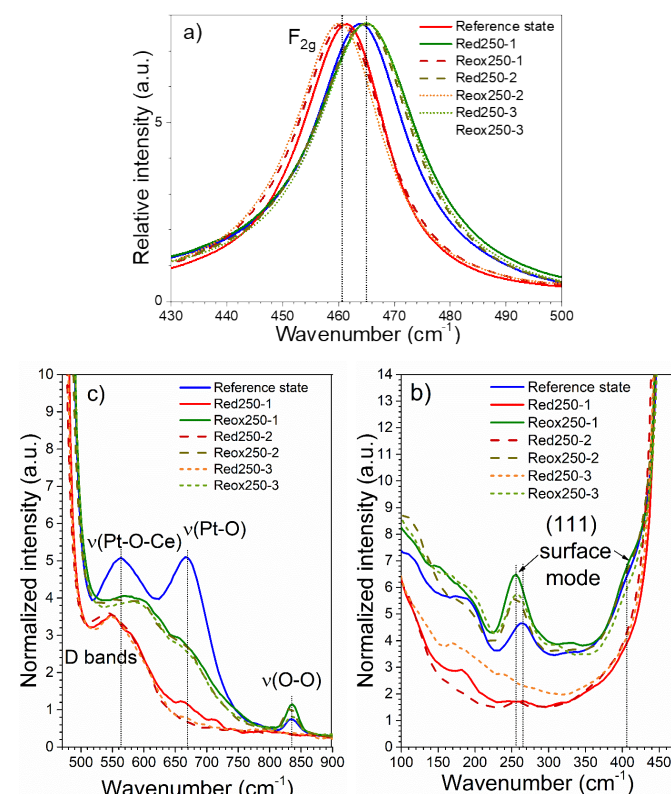 a)
F2g
Reference state
Red250-1
Reox250-1
Red250-2
Reox250-2
Red250-3
Reox250-3
Relative intensity (a.u.)
5
0
430 440 450 460 470 480 490 500
Wavenumber (cm-1)
c)
Reference state
Red250-1
Reox250-1
Red250-2
Reox250-2
Red250-3
Reox250-3
ν(Pt-O-Ce)
ν(Pt-O)
D bands
ν(O-O)
Normalized intensity (a.u.)
10
9
8
7
6
5
4
3
2
1
0
500 550 600 650 700 750 800 850 900
Wavenumber (cm-1)
b)
Reference state
Red250-1
Reox250-1
Red250-2
Reox250-2
Red250-3
Reox250-3
(111)
surface
mode
Normalized intensity (a.u.)
14
13
12
11
10
9
8
7
6
5
4
3
2
1
0
100 150 200 250 300 350 400 450
Wavenumber (cm-1)